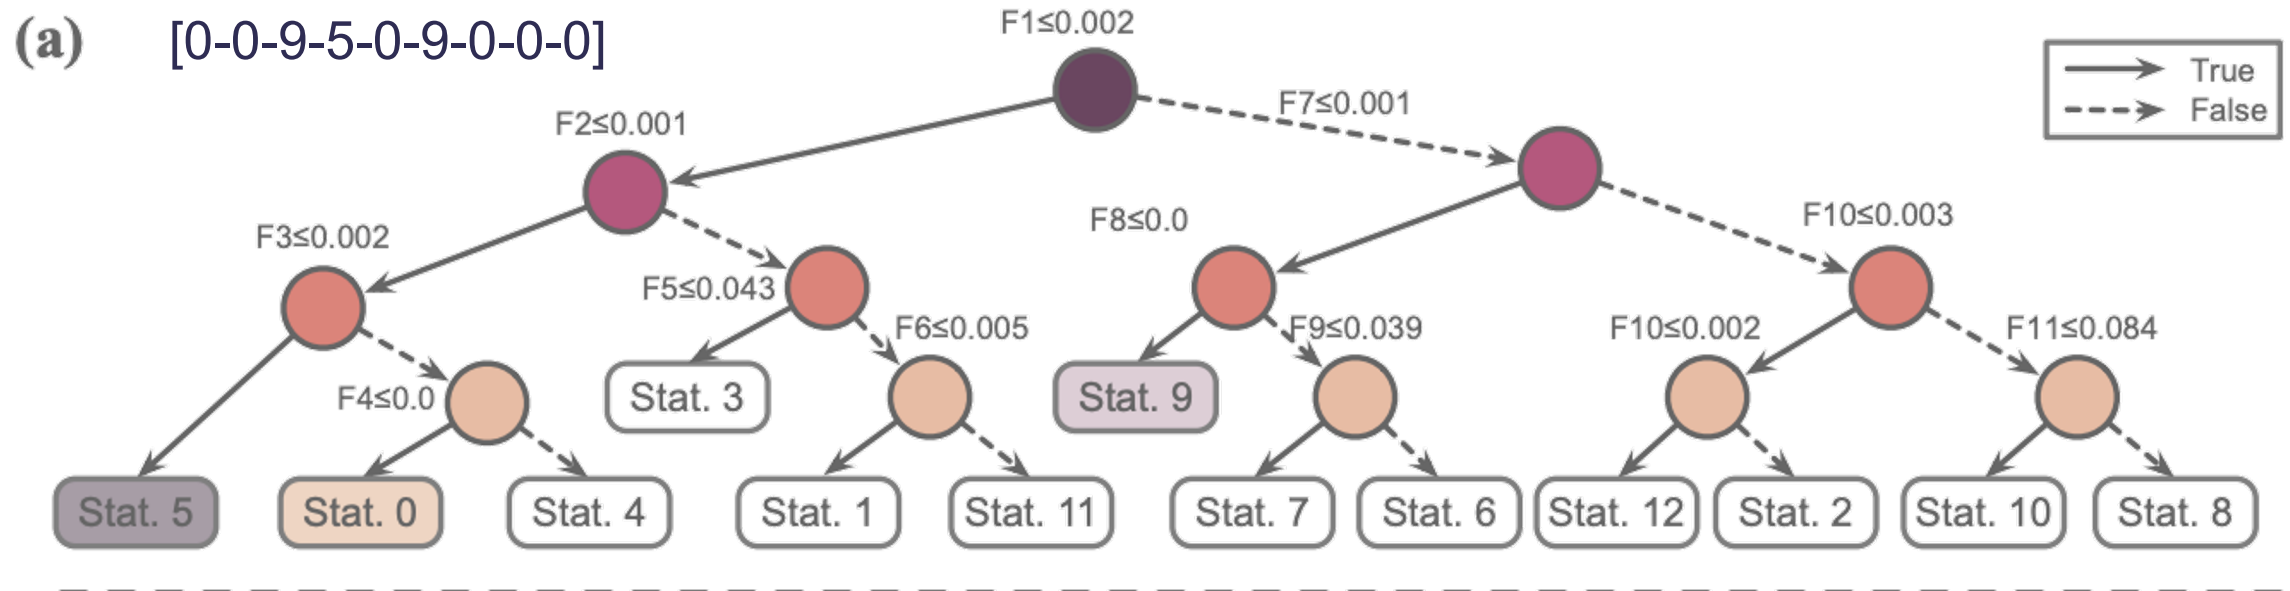 (a) [0-0-9-5-0-9-0-0-0]
F1≤0.002
True
False
F7≤0.001
F2≤0.001
F8≤0.0
F10≤0.003
F3≤0.002
F5≤0.043
F6≤0.005
F9≤0.039
F10≤0.002
F11≤0.084
F4≤0.0
Stat. 3
Stat. 9
Stat. 5
Stat. 0
Stat. 4
Stat. 1
Stat. 11
Stat. 7
Stat. 6
Stat. 12
Stat. 2
Stat. 10
Stat. 8